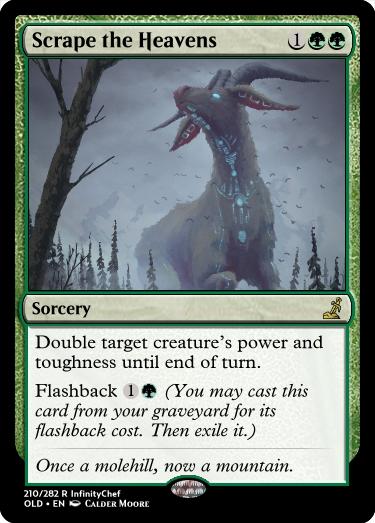 Scrape the Heavens 1
Sorcery
Double target creature's power and
toughness until end of turn.
Flashback 1 (You may cast this
card from your graveyard for its
flashback cost. Then exile it.)
Once a molehill, now a mountain.
210/282 R InfinityChef
OLD • EN CALDER MOORE